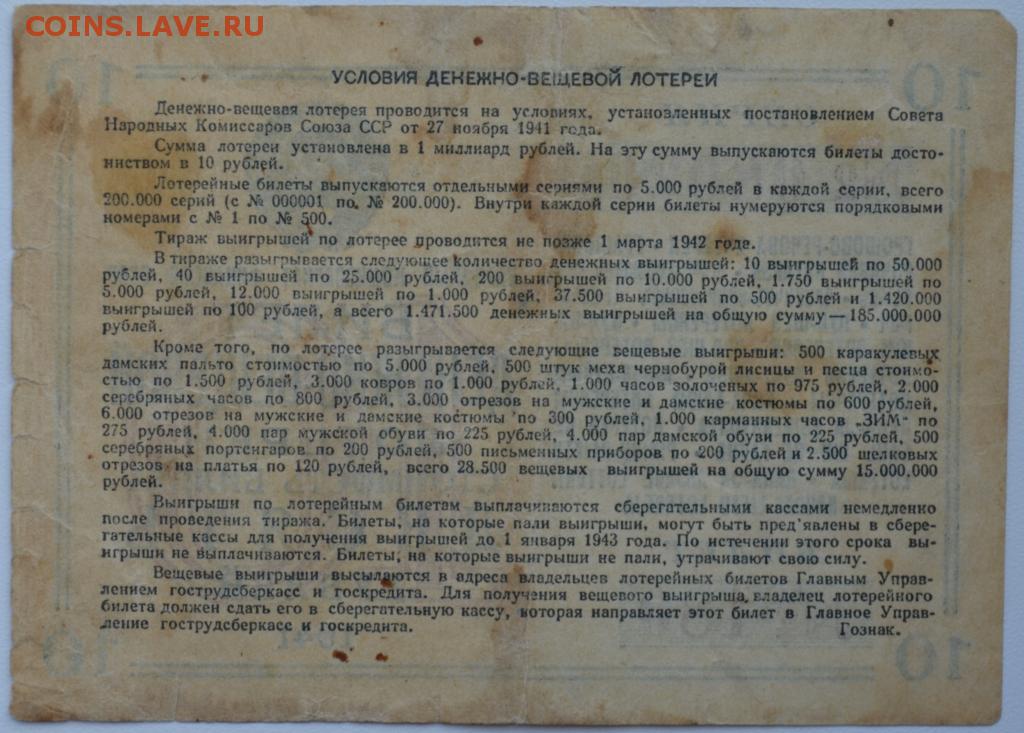 COINS.LAVE.RU
10
10
УСЛОВИЯ ДЕНЕЖНО-ВЕЩЕВОЙ ЛОТЕРЕИ
Денежно-вещевая лотерея проводится на условиях, установленных постановлением Совета
Народных Комиссаров Союза ССР от 27 ноября 1941 года.
Сумма лотереи установлена в 1 миллиард рублей. На эту сумму выпускаются билеты досто-
инством в 10 рублей.
Лотерейные билеты выпускаются отдельными сериями по 5.000 рублей в каждой серии, всего
200.000 серий (с № 000001 по № 200.000). Внутри каждой серии билеты нумеруются порядковыми
номерами с № 1 по № 500.
Тираж выигрышей по лотерее проводится не позже 1 марта 1942 года.
В тираже разыгрывается следующее количество денежных выигрышей: 10 выигрышей по 50.000
рублей, 40 выигрышей по 25.000 рублей, 200 выигрышей по 10.000 рублей, 1.750 выигрышей по
5.000 рублей, 12.000 выигрышей по 1.000 рублей, 37.500 выигрышей по 500 рублей и 1.420.000
выигрышей по 100 рублей, а всего 1.471.500 денежных выигрышей на общую сумму — 185.000.000
рублей.
Кроме того, по лотерее разыгрывается следующие вещевые выигрыши: 500 каракулевых
дамских пальто стоимостью по 5.000 рублей, 500 штук меха чернобурой лисицы и песца стоимо-
стью по 1.500 рублей, 3.000 ковров по 1.000 рублей, 1.000 часов золоченых по 975 рублей, 2.000
серебряных часов по 800 рублей, 3.000 отрезов на мужские и дамские костюмы по 600 рублей,
6.000 отрезов на мужские и дамские костюмы по 300 рублей, 1.000 карманных часов „ЗИМ“ по
275 рублей, 4.000 пар мужской обуви по 225 рублей, 4.000 пар дамской обуви по 225 рублей, 500
серебряных портсигаров по 200 рублей, 500 письменных приборов по 200 рублей и 2.500 шелковых
отрезов на платья по 120 рублей, всего 28.500 вещевых выигрышей на общую сумму 15.000.000
рублей.
Выигрыши по лотерейным билетам выплачиваются сберегательными кассами немедленно
после проведения тиража. Билеты, на которые пали выигрыши, могут быть пред'явлены в сбере-
гательные кассы для получения выигрышей до 1 января 1943 года. По истечении этого срока вы-
игрыши не выплачиваются. Билеты, на которые выигрыши не пали, утрачивают свою силу.
Вещевые выигрыши высылаются в адреса владельцев лотерейных билетов Главным Управ-
лением гострудсберкасс и госкредита. Для получения вещевого выигрыша владелец лотерейного
билета должен сдать его в сберегательную кассу, которая направляет этот билет в Главное Управ-
ление гострудсберкасс и госкредита.
Гознак.
10
10